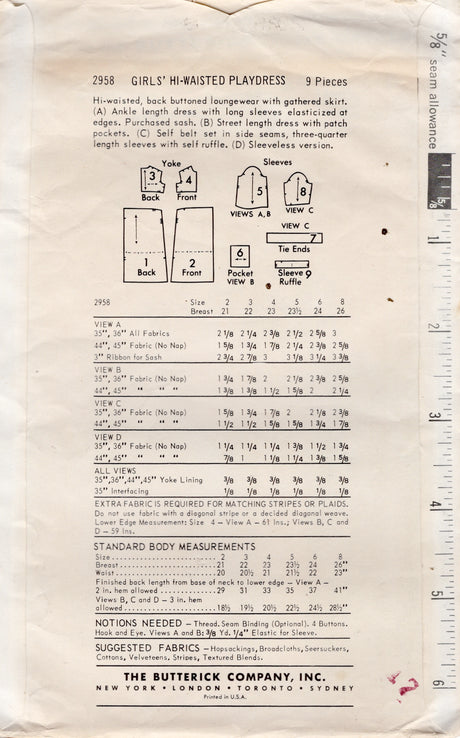 2958 GIRLS' HI-WAISTED PLAYDRESS 9 Pieces
Hi-waisted, back buttoned loungewear with gathered skirt.
(A) Ankle length dress with long sleeves elasticized at
edges. Purchased sash. (B) Street length dress with patch
pockets. (C) Self belt set in side seams, three-quarter
length sleeves with self ruffle. (D) Sleeveless version.
Yoke
3
Back
4
Front
Sleeves
5
VIEWS A, B
8
VIEW C
1
Back
2
Front
6
Pocket
VIEW B
VIEW C
7
Tie Ends
Sleeve 9
Ruffle
2958 Size 2 3 4 5 6 8
Breast 21 22 23 23½ 24 26
VIEW A
35", 36" All Fabrics 2 1/8 2 1/4 2 3/8 2 1/2 2 5/8 3
44", 45" Fabric (No Nap) 1 5/8 1 3/4 1 7/8 2 1/4 2 3/8 2 5/8
3" Ribbon for Sash 2 3/4 2 7/8 3 3 1/8 3 1/4 3 3/8
VIEW B
35", 36" Fabric (No Nap) 1 3/4 1 7/8 2 2 1/8 2 3/8 2 5/8
44", 45" " " " 1 3/8 1 3/8 1 1/2 1 5/8 2 2 1/4
VIEW C
35", 36" Fabric (No Nap) 1 5/8 1 3/4 1 7/8 2 2 1/8 2 3/8
44", 45" " " " 1 1/2 1 1/2 1 5/8 1 5/8 1 3/4 1 7/8
VIEW D
35", 36" Fabric (No Nap) 1 1/4 1 1/4 1 1/4 1 3/8 1 1/2 1 3/4
44", 45" " " " 7/8 1 1 1/8 1 1/4 1 3/8 1 5/8
ALL VIEWS
35",36",44",45" Yoke Lining 3/8 3/8 3/8 3/8 3/8 3/8
35" Interfacing 1/8 1/8 1/8 1/8 1/8 1/8
EXTRA FABRIC IS REQUIRED FOR MATCHING STRIPES OR PLAIDS.
Do not use fabric with a diagonal stripe or a decided diagonal weave.
Lower Edge Measurement: Size 4 - View A - 61 Ins.; Views B, C and
D - 59 Ins.
STANDARD BODY MEASUREMENTS
Size 2 3 4 5 6 8
Breast 21 22 23 23½ 24 26"
Waist 20 20½ 21 21½ 22 23"
Finished back length from base of neck to lower edge - View A -
2 in. hem allowed 29 31 33 35 37 41"
Views B, C and D - 3 in. hem
allowed 18½ 19½ 20½ 22½ 24½ 28½"
NOTIONS NEEDED - Thread. Seam Binding (Optional). 4 Buttons.
Hook and Eye. Views A and B: 3/8 Yd. 1/4" Elastic for Sleeve.
SUGGESTED FABRICS - Hopsackings, Broadcloths, Seersuckers,
Cottons, Velveteens, Stripes, Textured Blends.
THE BUTTERICK COMPANY, INC.
NEW YORK • LONDON • TORONTO • SYDNEY
Printed in U.S.A.
5/8" seam allowance
5/8
1
2
3
4
5
6